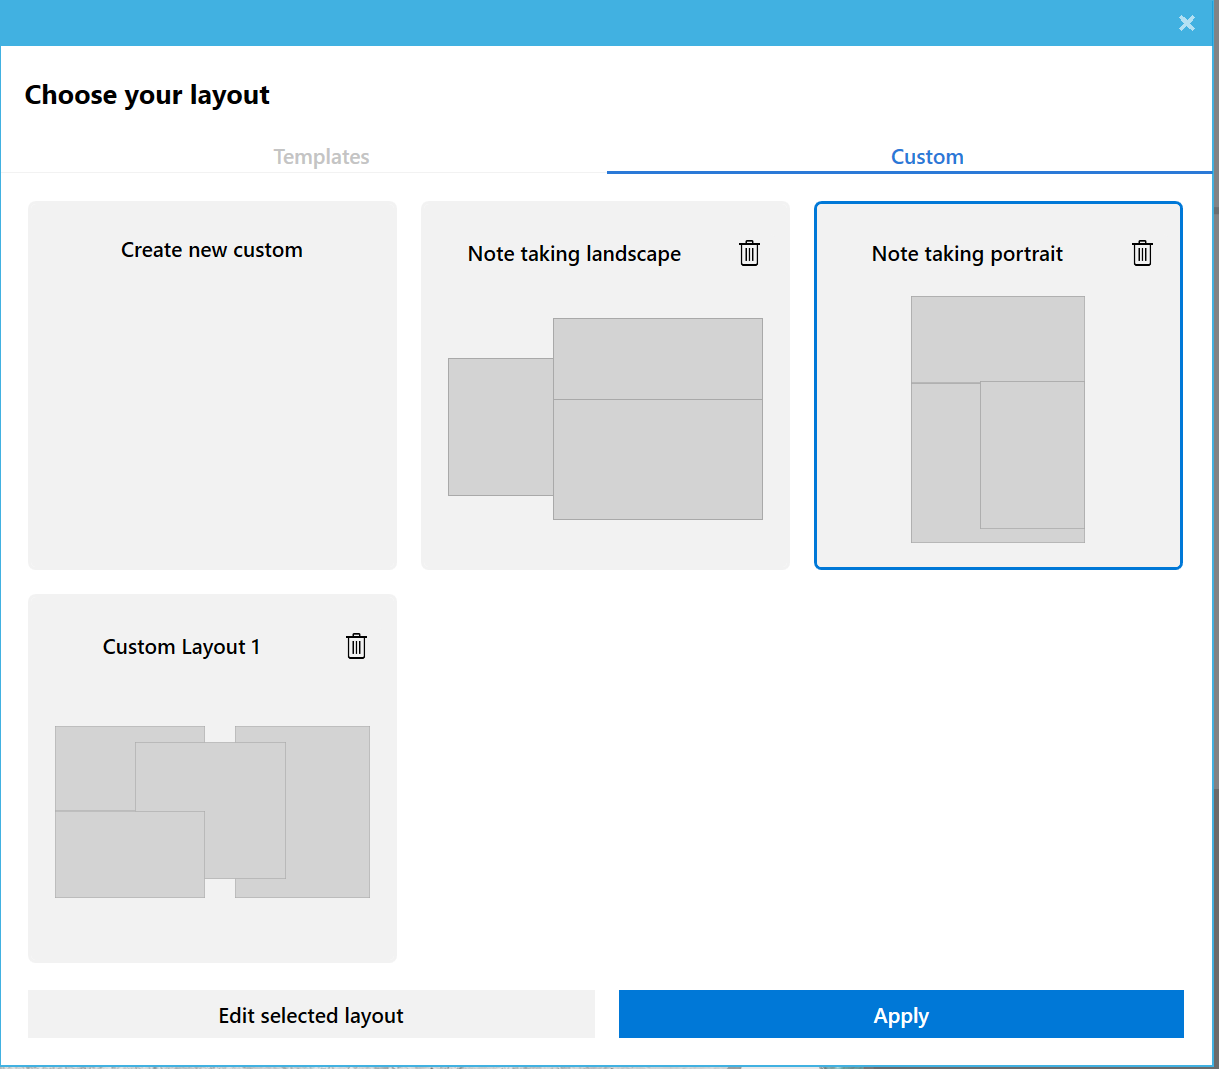 Choose your layout
Templates
Custom
Create new custom
Note taking landscape
Note taking portrait
Custom Layout 1
Edit selected layout
Apply